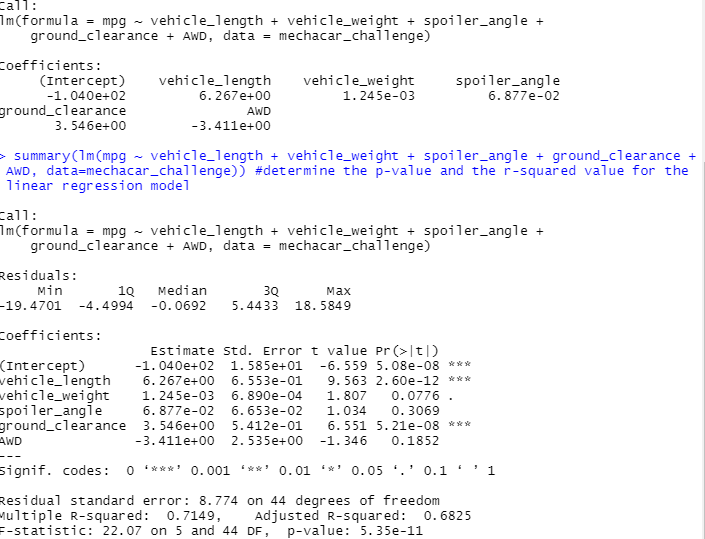 Call:
lm(formula = mpg ~ vehicle_length + vehicle_weight + spoiler_angle +
    ground_clearance + AWD, data = mechacar_challenge)

Coefficients:
     (Intercept)    vehicle_length    vehicle_weight     spoiler_angle
      -1.040e+02         6.267e+00         1.245e-03         6.877e-02
ground_clearance               AWD
       3.546e+00        -3.411e+00

> summary(lm(mpg ~ vehicle_length + vehicle_weight + spoiler_angle + ground_clearance +
 AWD, data=mechacar_challenge)) #determine the p-value and the r-squared value for the
 linear regression model

Call:
lm(formula = mpg ~ vehicle_length + vehicle_weight + spoiler_angle +
    ground_clearance + AWD, data = mechacar_challenge)

Residuals:
     Min       1Q   Median       3Q      Max
-19.4701  -4.4994  -0.0692   5.4433  18.5849

Coefficients:
                   Estimate Std. Error t value Pr(>|t|)
(Intercept)      -1.040e+02  1.585e+01  -6.559 5.08e-08 ***
vehicle_length    6.267e+00  6.553e-01   9.563 2.60e-12 ***
vehicle_weight    1.245e-03  6.890e-04   1.807   0.0776 .
spoiler_angle     6.877e-02  6.653e-02   1.034   0.3069
ground_clearance  3.546e+00  5.412e-01   6.551 5.21e-08 ***
AWD              -3.411e+00  2.535e+00  -1.346   0.1852
---
Signif. codes:  0 ‘***’ 0.001 ‘**’ 0.01 ‘*’ 0.05 ‘.’ 0.1 ‘ ’ 1

Residual standard error: 8.774 on 44 degrees of freedom
Multiple R-squared:  0.7149,    Adjusted R-squared:  0.6825
F-statistic: 22.07 on 5 and 44 DF,  p-value: 5.35e-11